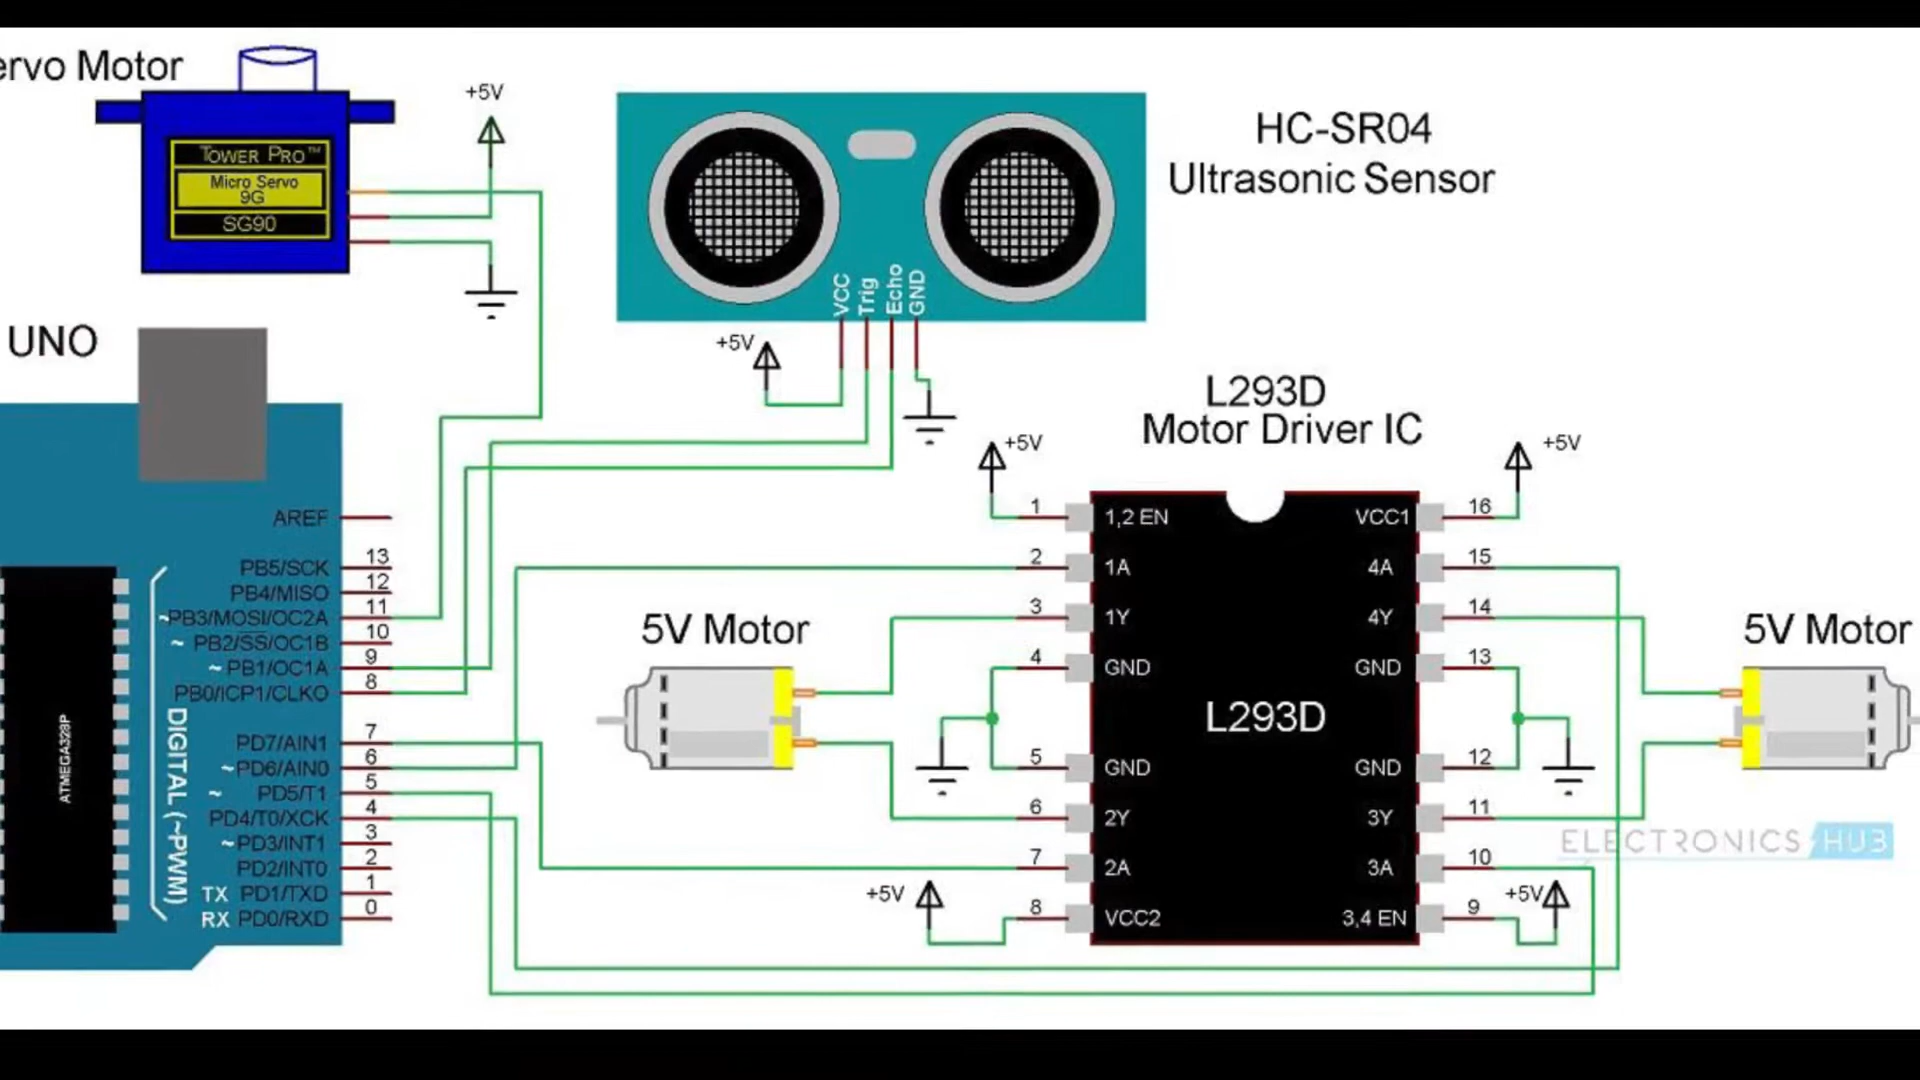 ervo Motor
+5V
TOWER PRO™
Micro Servo
9G
SG90
HC-SR04
Ultrasonic Sensor
VCC
Trig
Echo
GND
+5V
UNO
AREF
PB5/SCK 13
PB4/MISO 12
~PB3/MOSI/OC2A 11
~ PB2/SS/OC1B 10
~ PB1/OC1A 9
PB0/ICP1/CLKO 8
PD7/AIN1 7
~PD6/AIN0 6
~ PD5/T1 5
PD4/T0/XCK 4
~PD3/INT1 3
PD2/INT0 2
TX PD1/TXD 1
RX PD0/RXD 0
DIGITAL (~PWM)
ATMEGA328P
5V Motor
L293D
Motor Driver IC
+5V
+5V
1 1,2 EN VCC1 16
2 1A 4A 15
3 1Y 4Y 14
4 GND GND 13
L293D
5 GND GND 12
6 2Y 3Y 11
7 2A 3A 10
8 VCC2 3,4 EN 9
+5V
+5V
5V Motor
ELECTRONICS HUB